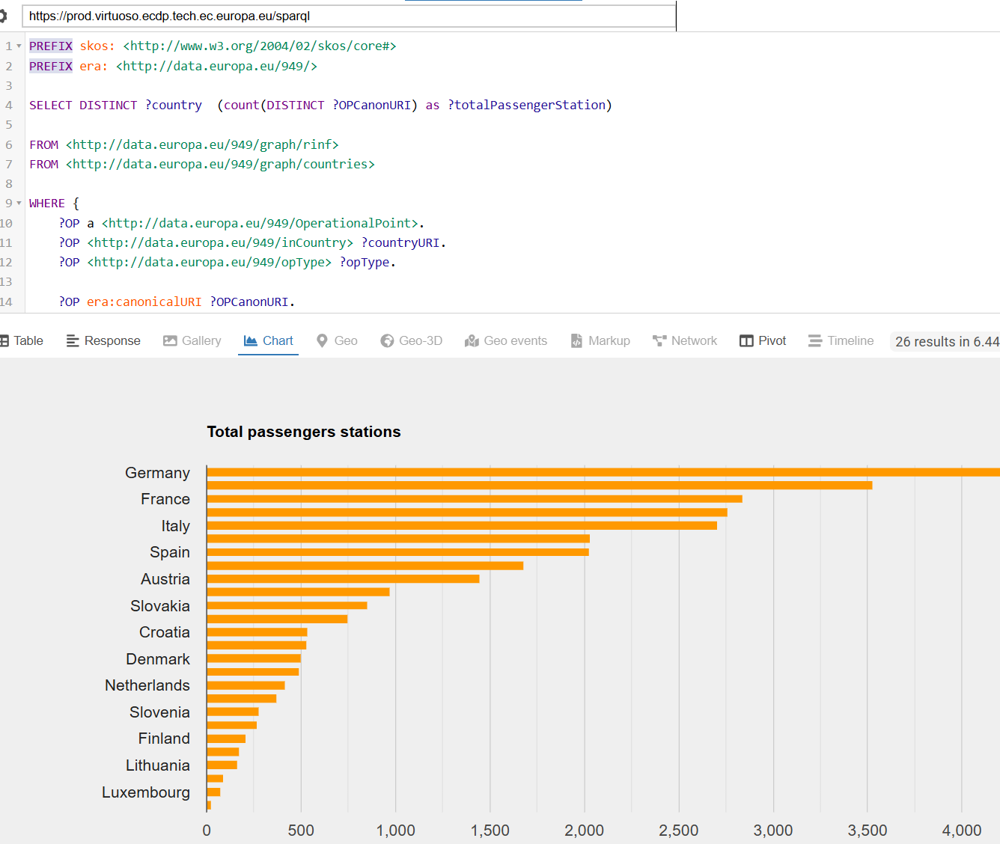 https://prod.virtuoso.ecdp.tech.ec.europa.eu/sparql
1 PREFIX skos: <http://www.w3.org/2004/02/skos/core#>
2 PREFIX era: <http://data.europa.eu/949/>
3
4 SELECT DISTINCT ?country  (count(DISTINCT ?OPCanonURI) as ?totalPassengerStation)
5
6 FROM <http://data.europa.eu/949/graph/rinf>
7 FROM <http://data.europa.eu/949/graph/countries>
8
9 WHERE {
10 ?OP a <http://data.europa.eu/949/OperationalPoint>.
11 ?OP <http://data.europa.eu/949/inCountry> ?countryURI.
12 ?OP <http://data.europa.eu/949/opType> ?opType.
13
14 ?OP era:canonicalURI ?OPCanonURI.
Table Response Gallery Chart Geo Geo-3D Geo events Markup Network Pivot Timeline 26 results in 6.44
Total passengers stations
Germany
France
Italy
Spain
Austria
Slovakia
Croatia
Denmark
Netherlands
Slovenia
Finland
Lithuania
Luxembourg
0 500 1,000 1,500 2,000 2,500 3,000 3,500 4,000